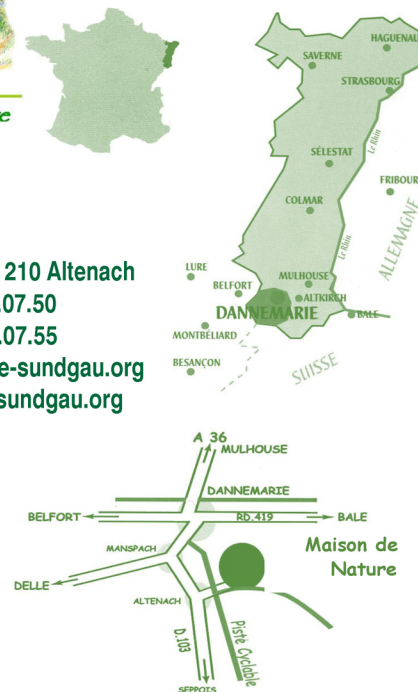 HAGUENAU
SAVERNE
STRASBOURG
Le Rhin
SÉLESTAT
FRIBOUR
COLMAR
ALLEMAGNE
Le Rhin
210 Altenach
.07.50
.07.55
e-sundgau.org
sundgau.org
LURE
BELFORT
MULHOUSE
ALTKIRCH
DANNEMARIE
BALE
MONTBÉLIARD
BESANÇON
SUISSE
A 36
MULHOUSE
DANNEMARIE
BELFORT
RD.419
BALE
MANSPACH
Maison de
Nature
DELLE
ALTENACH
D.103
Piste Cyclable
SEPPOIS